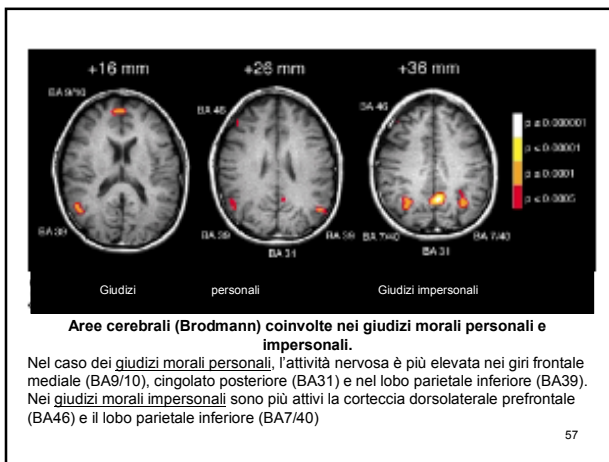 +16 mm +26 mm +36 mm
BA 9/10
BA 46
BA 46
p ≤ 0.000001
p < 0.00001
p ≤ 0.0001
p < 0.0005
BA 39
BA 39
BA 31
BA 39
BA 7/40
BA 31
BA 7/40
Giudizi personali Giudizi impersonali
Aree cerebrali (Brodmann) coinvolte nei giudizi morali personali e
impersonali.
Nel caso dei giudizi morali personali, l'attività nervosa è più elevata nei giri frontale
mediale (BA9/10), cingolato posteriore (BA31) e nel lobo parietale inferiore (BA39).
Nei giudizi morali impersonali sono più attivi la corteccia dorsolaterale prefrontale
(BA46) e il lobo parietale inferiore (BA7/40)
57